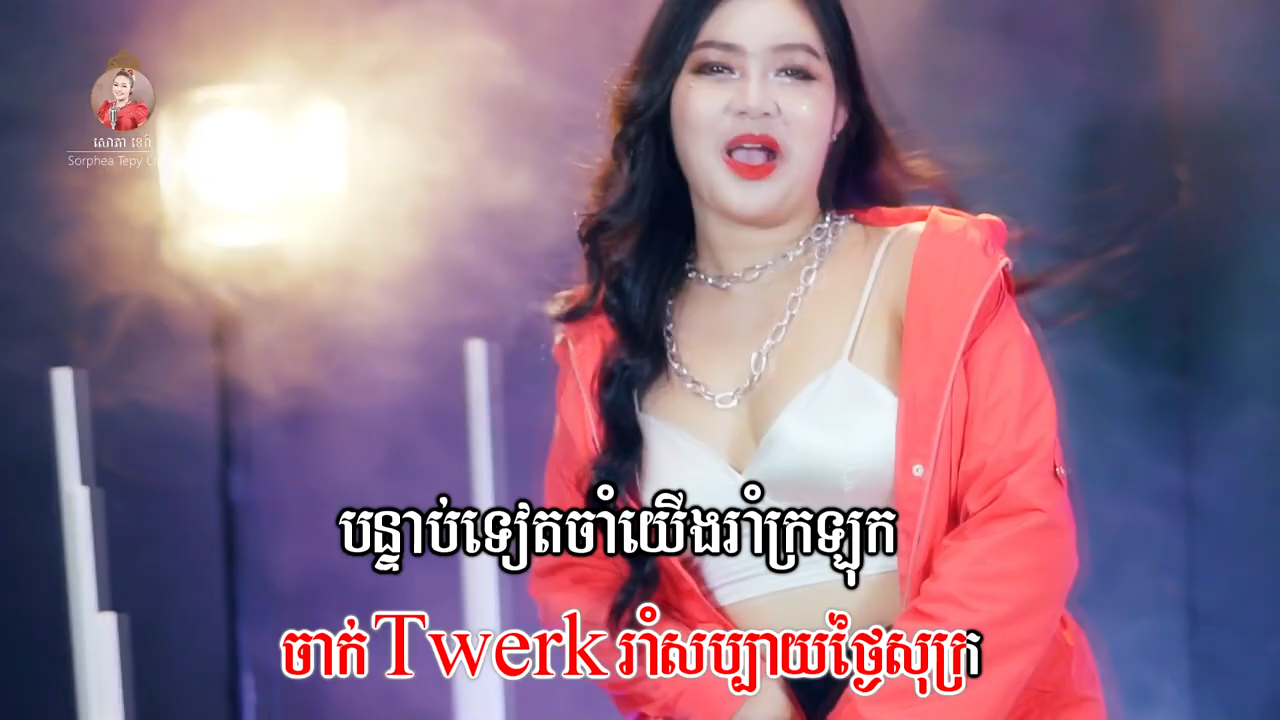 សោភា ទេពី
Sorphea Tepy
បន្ទាប់ទៀតចាំយើងរាំក្រឡុក
ចាក់ Twerk រាំសប្បាយថ្ងៃសុក្រ